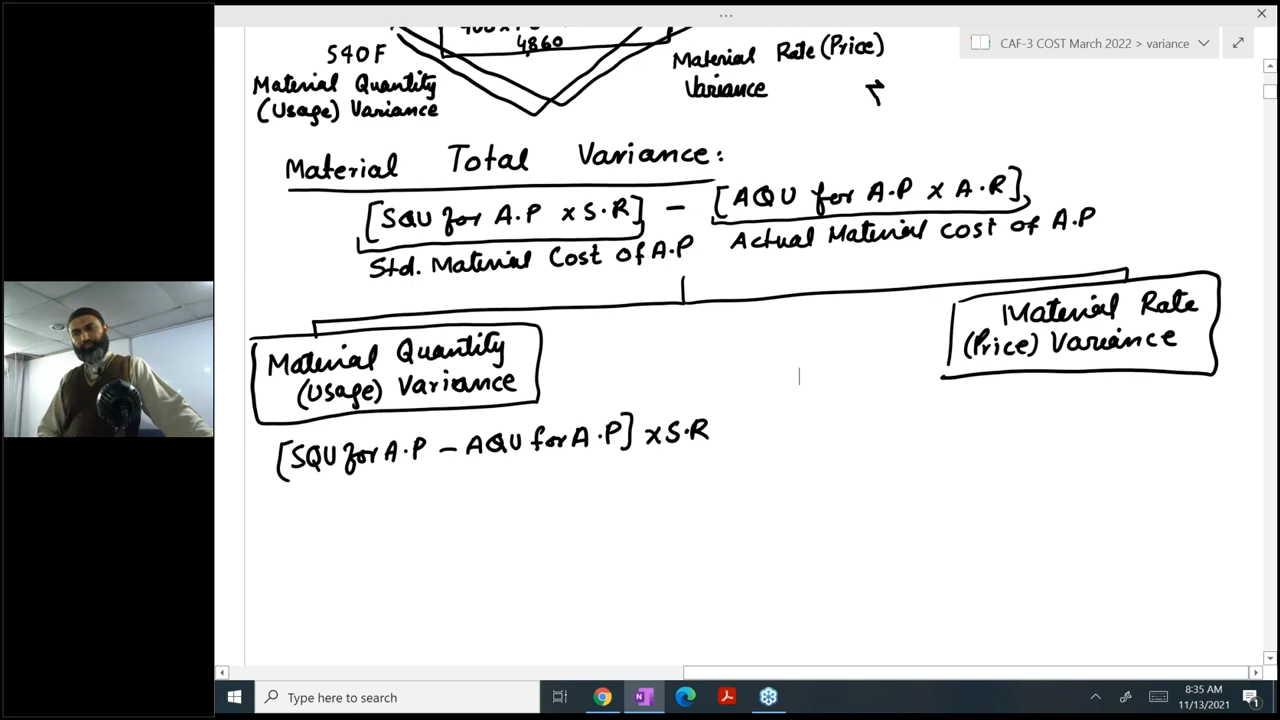 CAF-3 COST March 2022 > variance
4860
540F
Material Quantity
(Usage) Variance
Material Rate (Price)
Variance
Material Total Variance:
[SQU for A.P x S.R] - [AQU for A.P x A.R]
Std. Material Cost of A.P
Actual Material cost of A.P
Material Quantity
(Usage) Variance
Material Rate
(Price) Variance
[SQU for A.P - AQU for A.P] x S.R
Type here to search
8:35 AM
11/13/2021